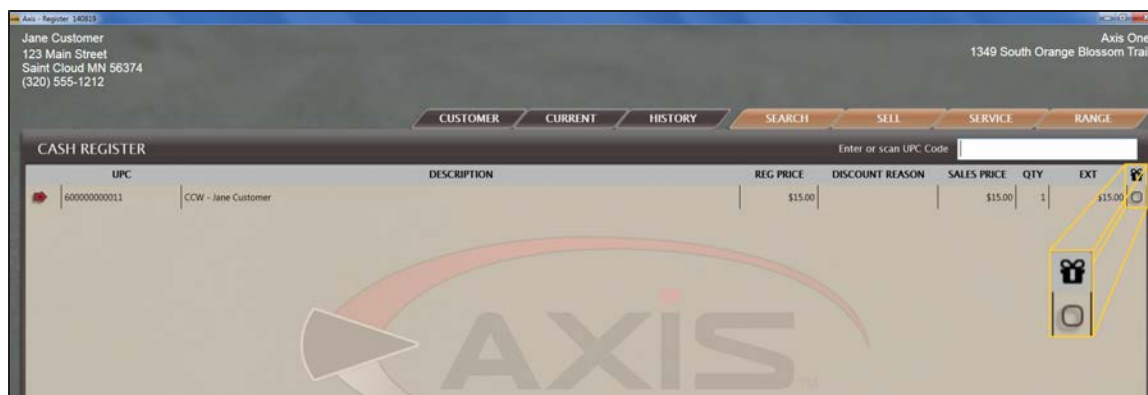 Axis - Register 140819
Jane Customer
123 Main Street
Saint Cloud MN 56374
(320) 555-1212
Axis One
1349 South Orange Blossom Trail
CUSTOMER CURRENT HISTORY SEARCH SELL SERVICE RANGE
CASH REGISTER Enter or scan UPC Code
UPC DESCRIPTION REG PRICE DISCOUNT REASON SALES PRICE QTY EXT
600000000011 CCW - Jane Customer $15.00 $15.00 1 $15.00
AXIS
TM